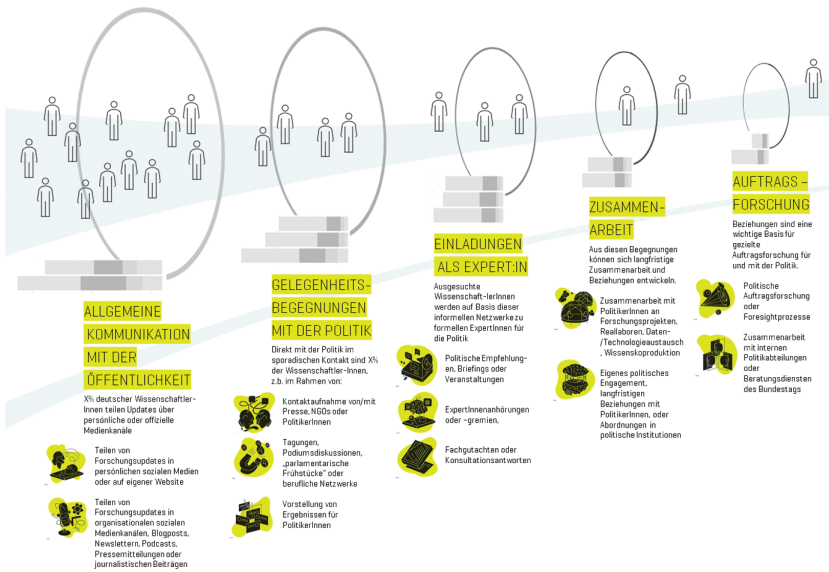 ALLGEMEINE
KOMMUNIKATION
MIT DER
ÖFFENTLICHKEIT
X% deutscher Wissenschaftler-
Innen teilen Updates über
persönliche oder offizielle
Medienkanäle
Teilen von
Forschungsupdates in
persönlichen sozialen Medien
oder auf eigener Website
Teilen von
Forschungsupdates in
organisationalen sozialen
Medienkanälen, Blogposts,
Newslettern, Podcasts,
Pressemitteilungen oder
journalistischen Beiträgen
GELEGENHEITS-
BEGEGNUNGEN
MIT DER POLITIK
Direkt mit der Politik im
sporadischen Kontakt sind X%
der Wissenschaftler-Innen,
z.b. im Rahmen von:
Kontaktaufnahme von/mit
Presse, NGOs oder
PolitikerInnen
Tagungen,
Podiumsdiskussionen,
„parlamentarische
Frühstücke" oder
berufliche Netzwerke
Vorstellung von
Ergebnissen für
PolitikerInnen
EINLADUNGEN
ALS EXPERT:IN
Ausgesuchte
Wissenschaft-lerInnen
werden auf Basis dieser
informellen Netzwerke zu
formellen ExpertInnen für
die Politik
Politische Empfehlung-
en, Briefings oder
Veranstaltungen
ExpertInnenanhörungen
oder -gremien,
Fachgutachten oder
Konsultationsantworten
ZUSAMMEN-
ARBEIT
Aus diesen Begegnungen
können sich langfristige
Zusammenarbeit und
Beziehungen entwickeln.
Zusammenarbeit mit
PolitikerInnen an
Forschungsprojekten,
Reallaboren, Daten-
/Technologieaustausch
, Wissenskoproduktion
Eigenes politisches
Engagement,
langfristigen
Beziehungen mit
PolitikerInnen, oder
Abordnungen in
politische Institutionen
AUFTRAGS-
FORSCHUNG
Beziehungen sind eine
wichtige Basis für
gezielte
Auftragsforschung für
und mit der Politik.
Politische
Auftragsforschung
oder
Foresightprozesse
Zusammenarbeit
mit internen
Politikabteilungen
oder
Beratungsdiensten
des Bundestags